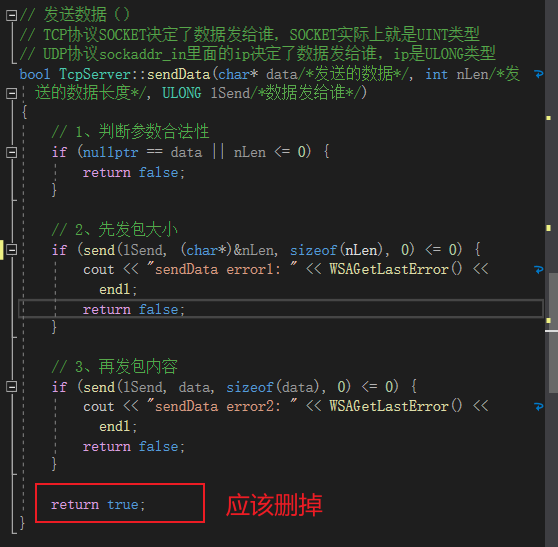 // 发送数据（）
// TCP协议SOCKET决定了数据发给谁，SOCKET实际上就是UINT类型
// UDP协议sockaddr_in里面的ip决定了数据发给谁，ip是ULONG类型
bool TcpServer::sendData(char* data/*发送的数据*/, int nLen/*发
送的数据长度*/, ULONG lSend/*数据发给谁*/)
{
// 1、判断参数合法性
if (nullptr == data || nLen <= 0) {
return false;
}
// 2、先发包大小
if (send(lSend, (char*)&nLen, sizeof(nLen), 0) <= 0) {
cout << "sendData error1: " << WSAGetLastError() <<
endl;
return false;
}
// 3、再发包内容
if (send(lSend, data, sizeof(data), 0) <= 0) {
cout << "sendData error2: " << WSAGetLastError() <<
endl;
return false;
}
return true;
应该删掉
}